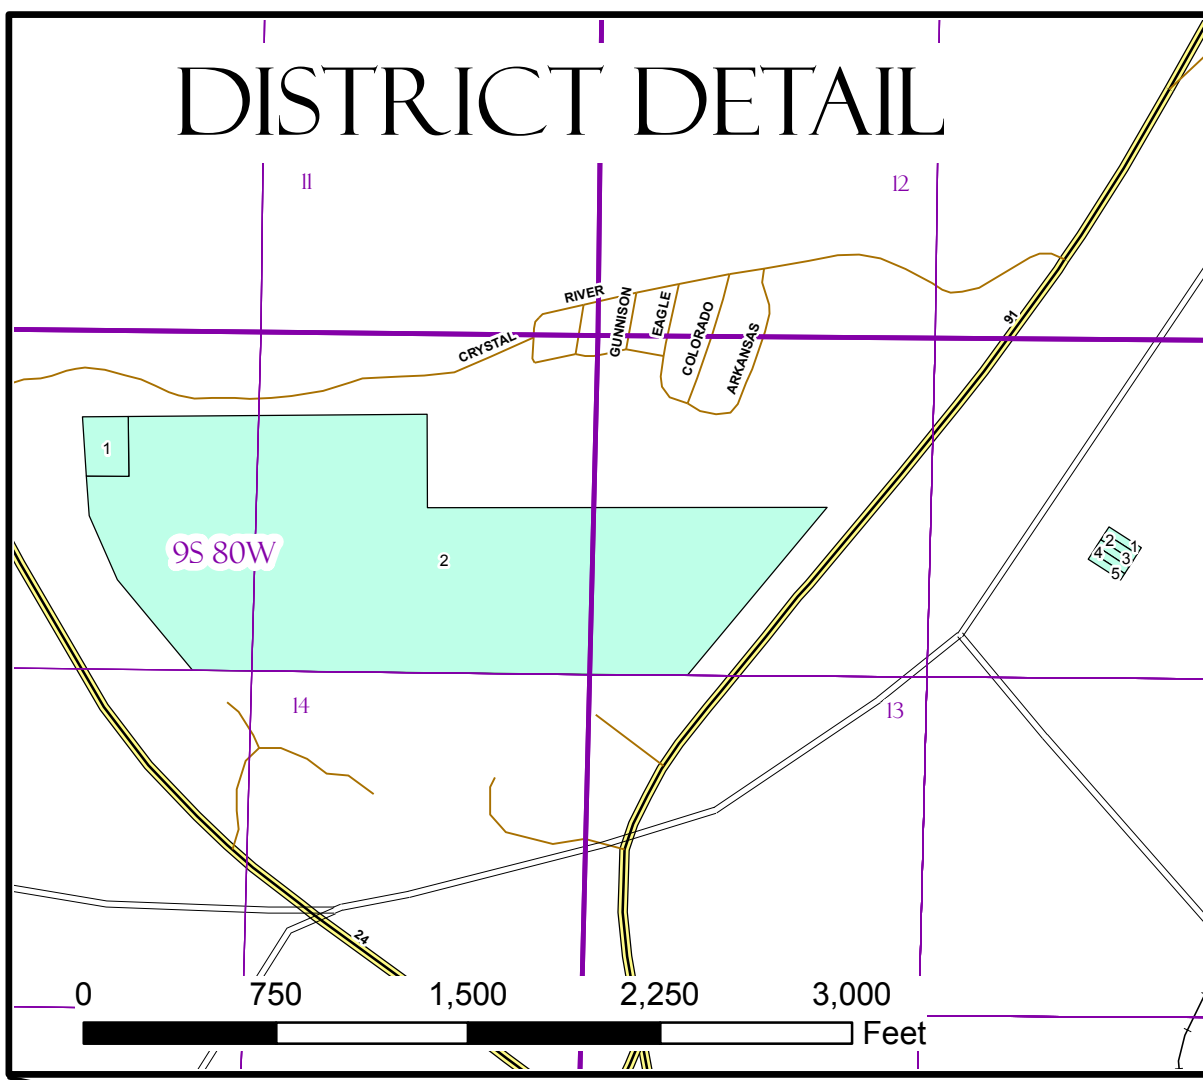 DISTRICT DETAIL
11
12
RIVER
GUNNISON
EAGLE
COLORADO
ARKANSAS
CRYSTAL
91
1
9S 80W
2
2
1
4
3
5
14
13
24
0
750
1,500
2,250
3,000
Feet